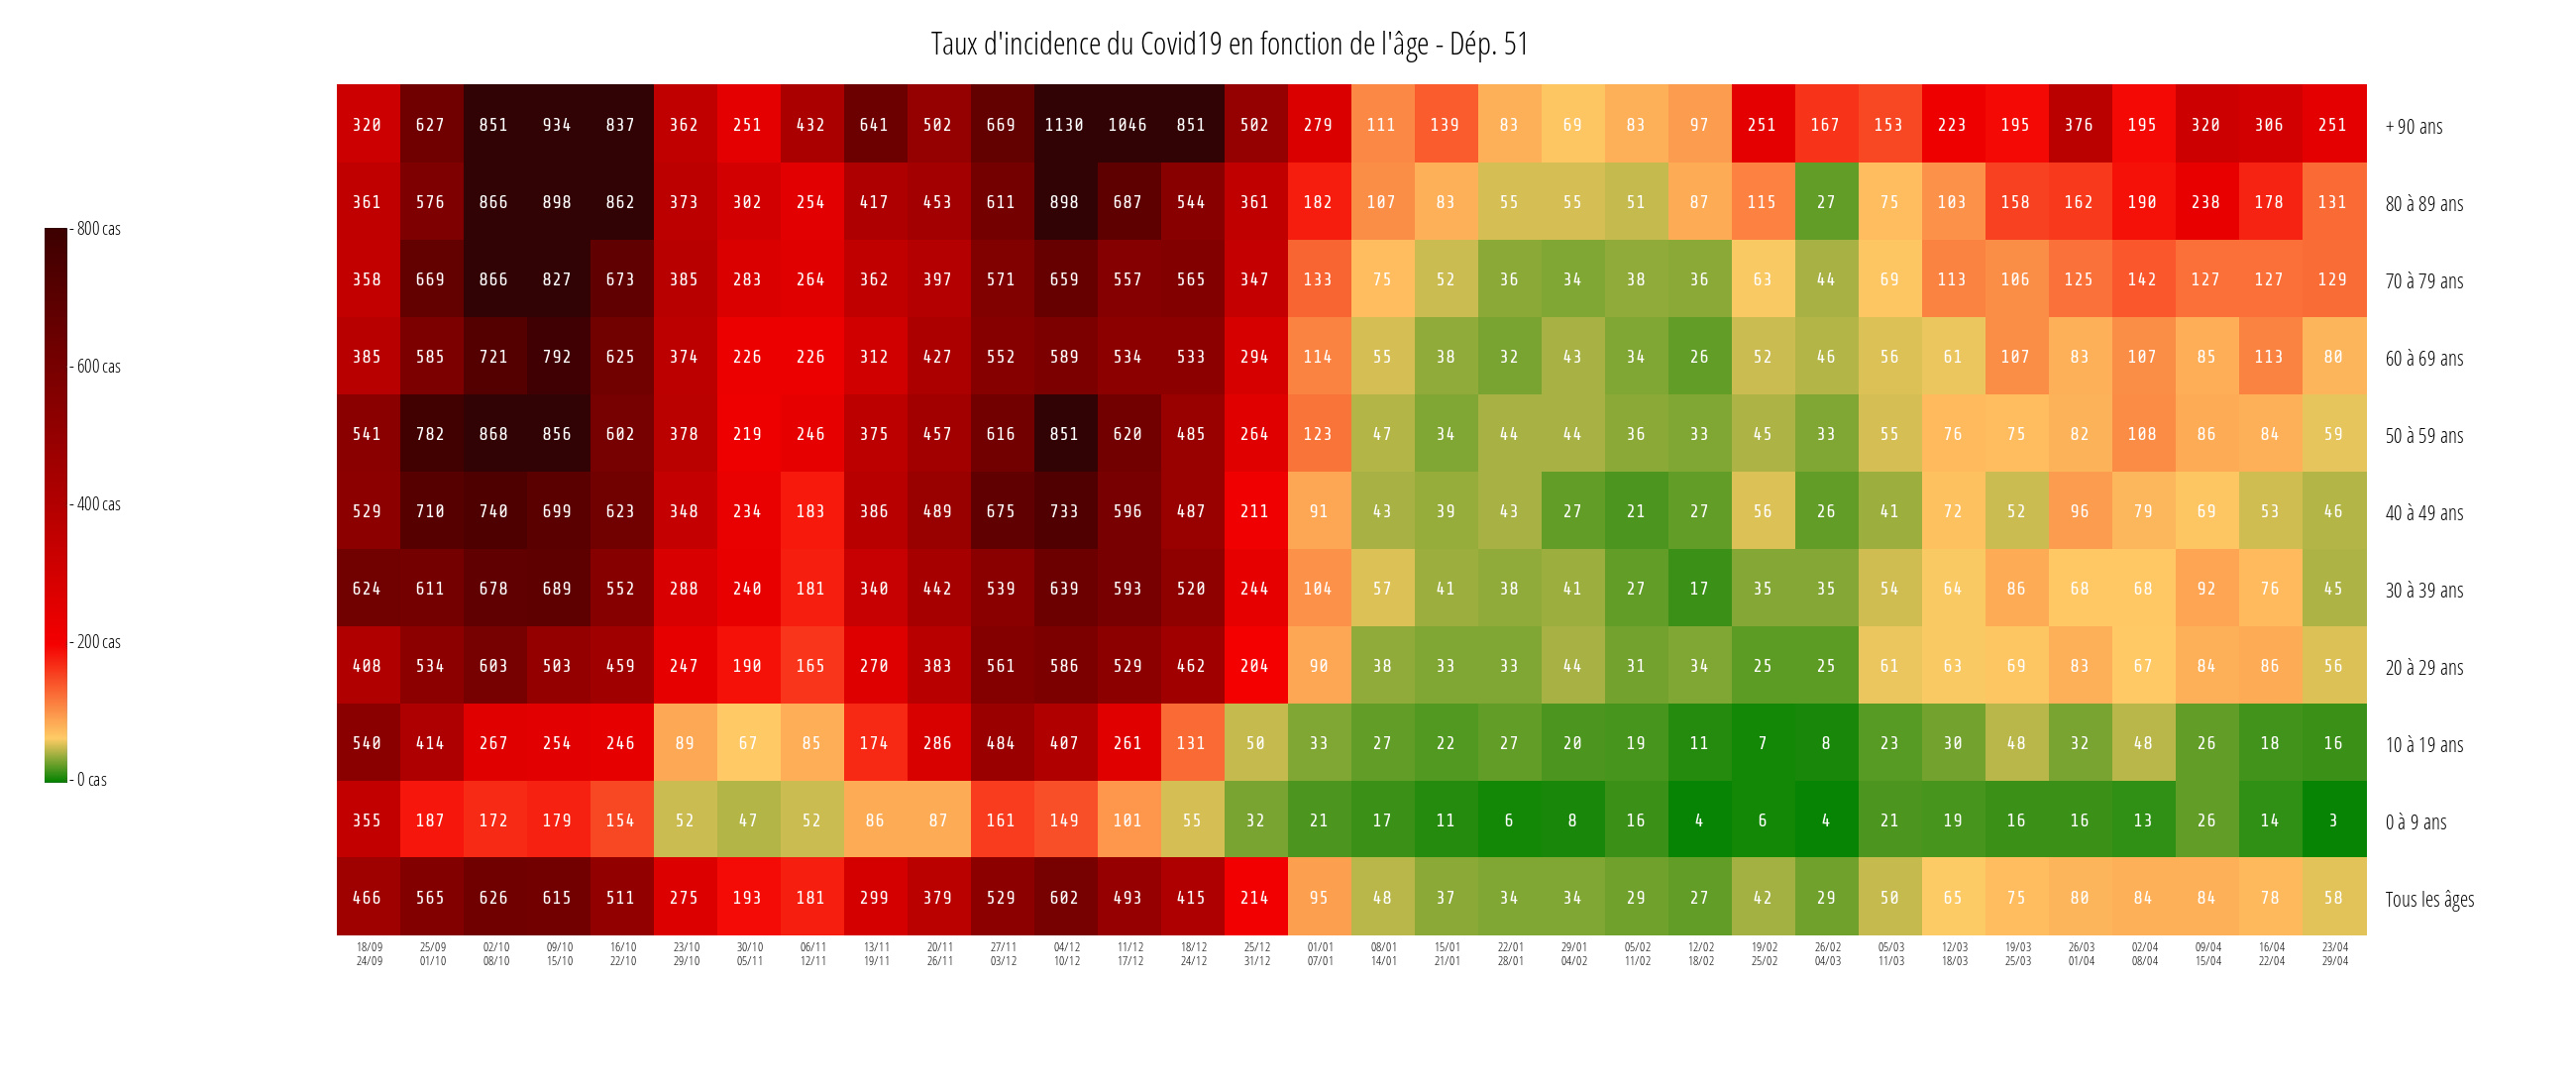 Taux d'incidence du Covid19 en fonction de l'âge - Dép. 51
- 800 cas
- 600 cas
- 400 cas
- 200 cas
- 0 cas
320 627 851 934 837 362 251 432 641 502 669 1130 1046 851 502 279 111 139 83 69 83 97 251 167 153 223 195 376 195 320 306 251 + 90 ans
361 576 866 898 862 373 302 254 417 453 611 898 687 544 361 182 107 83 55 55 51 87 115 27 75 103 158 162 190 238 178 131 80 à 89 ans
358 669 866 827 673 385 283 264 362 397 571 659 557 565 347 133 75 52 36 34 38 36 63 44 69 113 106 125 142 127 127 129 70 à 79 ans
385 585 721 792 625 374 226 226 312 427 552 589 534 533 294 114 55 38 32 43 34 26 52 46 56 61 107 83 107 85 113 80 60 à 69 ans
541 782 868 856 602 378 219 246 375 457 616 851 620 485 264 123 47 34 44 44 36 33 45 33 55 76 75 82 108 86 84 59 50 à 59 ans
529 710 740 699 623 348 234 183 386 489 675 733 596 487 211 91 43 39 43 27 21 27 56 26 41 72 52 96 79 69 53 46 40 à 49 ans
624 611 678 689 552 288 240 181 340 442 539 639 593 520 244 104 57 41 38 41 27 17 35 35 54 64 86 68 68 92 76 45 30 à 39 ans
408 534 603 503 459 247 190 165 270 383 561 586 529 462 204 90 38 33 33 44 31 34 25 25 61 63 69 83 67 84 86 56 20 à 29 ans
540 414 267 254 246 89 67 85 174 286 484 407 261 131 50 33 27 22 27 20 19 11 7 8 23 30 48 32 48 26 18 16 10 à 19 ans
355 187 172 179 154 52 47 52 86 87 161 149 101 55 32 21 17 11 6 8 16 4 6 4 21 19 16 16 13 26 14 3 0 à 9 ans
466 565 626 615 511 275 193 181 299 379 529 602 493 415 214 95 48 37 34 34 29 27 42 29 50 65 75 80 84 84 78 58 Tous les âges
18/09 25/09 02/10 09/10 16/10 23/10 30/10 06/11 13/11 20/11 27/11 04/12 11/12 18/12 25/12 01/01 08/01 15/01 22/01 29/01 05/02 12/02 19/02 26/02 05/03 12/03 19/03 26/03 02/04 09/04 16/04 23/04
24/09 01/10 08/10 15/10 22/10 29/10 05/11 12/11 19/11 26/11 03/12 10/12 17/12 24/12 31/12 07/01 14/01 21/01 28/01 04/02 11/02 18/02 25/02 04/03 11/03 18/03 25/03 01/04 08/04 15/04 22/04 29/04